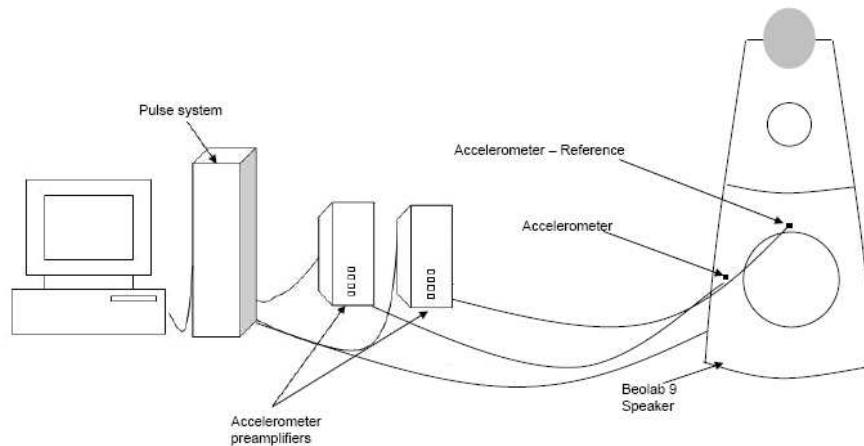 Pulse system
Accelerometer – Reference
Accelerometer
Beolab 9
Speaker
Accelerometer
preamplifiers